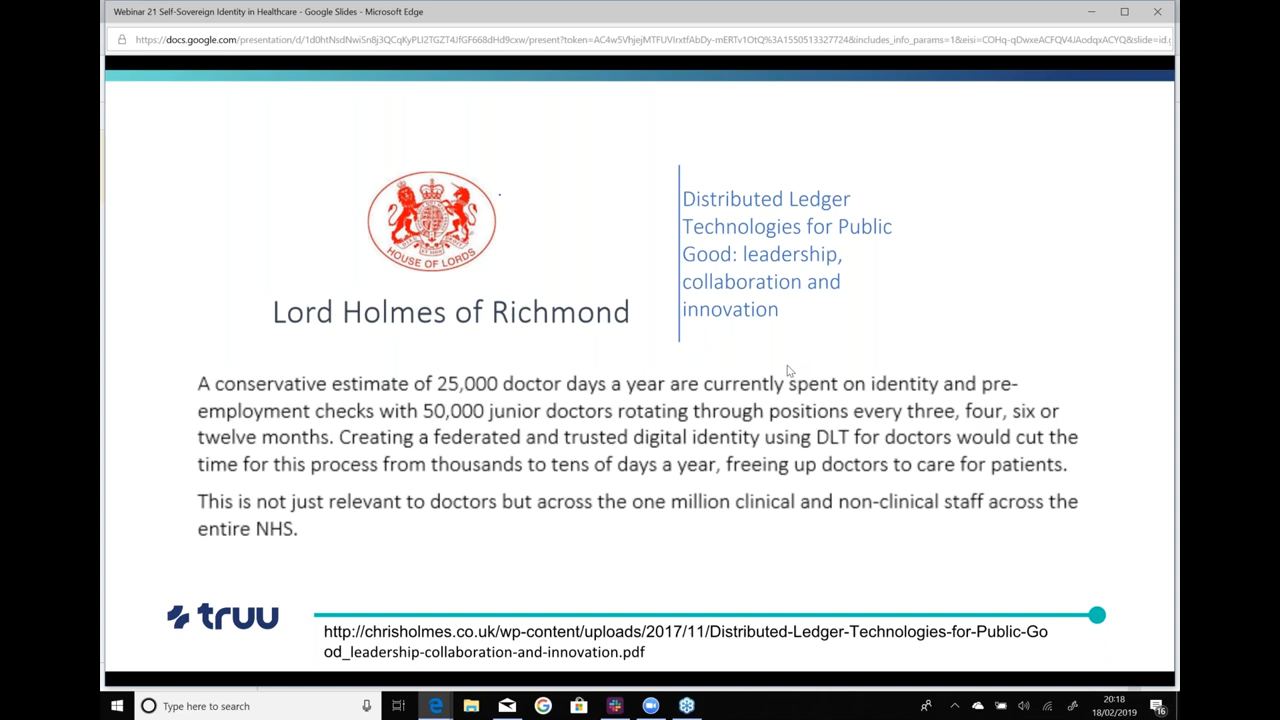 Webinar 21 Self-Sovereign Identity in Healthcare - Google Slides - Microsoft Edge
HOUSE OF LORDS
Lord Holmes of Richmond
Distributed Ledger
Technologies for Public
Good: leadership,
collaboration and
innovation
A conservative estimate of 25,000 doctor days a year are currently spent on identity and pre-
employment checks with 50,000 junior doctors rotating through positions every three, four, six or
twelve months. Creating a federated and trusted digital identity using DLT for doctors would cut the
time for this process from thousands to tens of days a year, freeing up doctors to care for patients.
This is not just relevant to doctors but across the one million clinical and non-clinical staff across the
entire NHS.
truu
http://chrisholmes.co.uk/wp-content/uploads/2017/11/Distributed-Ledger-Technologies-for-Public-Go
od_leadership-collaboration-and-innovation.pdf
Type here to search
20:18
18/02/2019
16